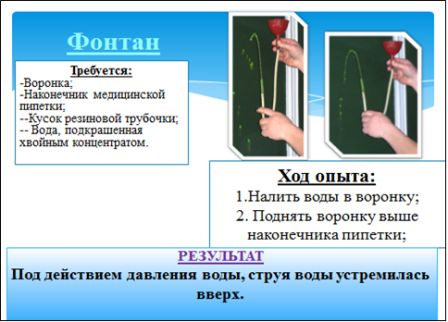 Фонтан
Требуется:
-Воронка;
-Наконечник медицинской
пипетки;
--Кусок резиновой трубочки;
-- Вода, подкрашенная
хвойным концентратом.
Ход опыта:
1.Налить воды в воронку;
2. Поднять воронку выше
наконечника пипетки;
РЕЗУЛЬТАТ
Под действием давления воды, струя воды устремилась
вверх.